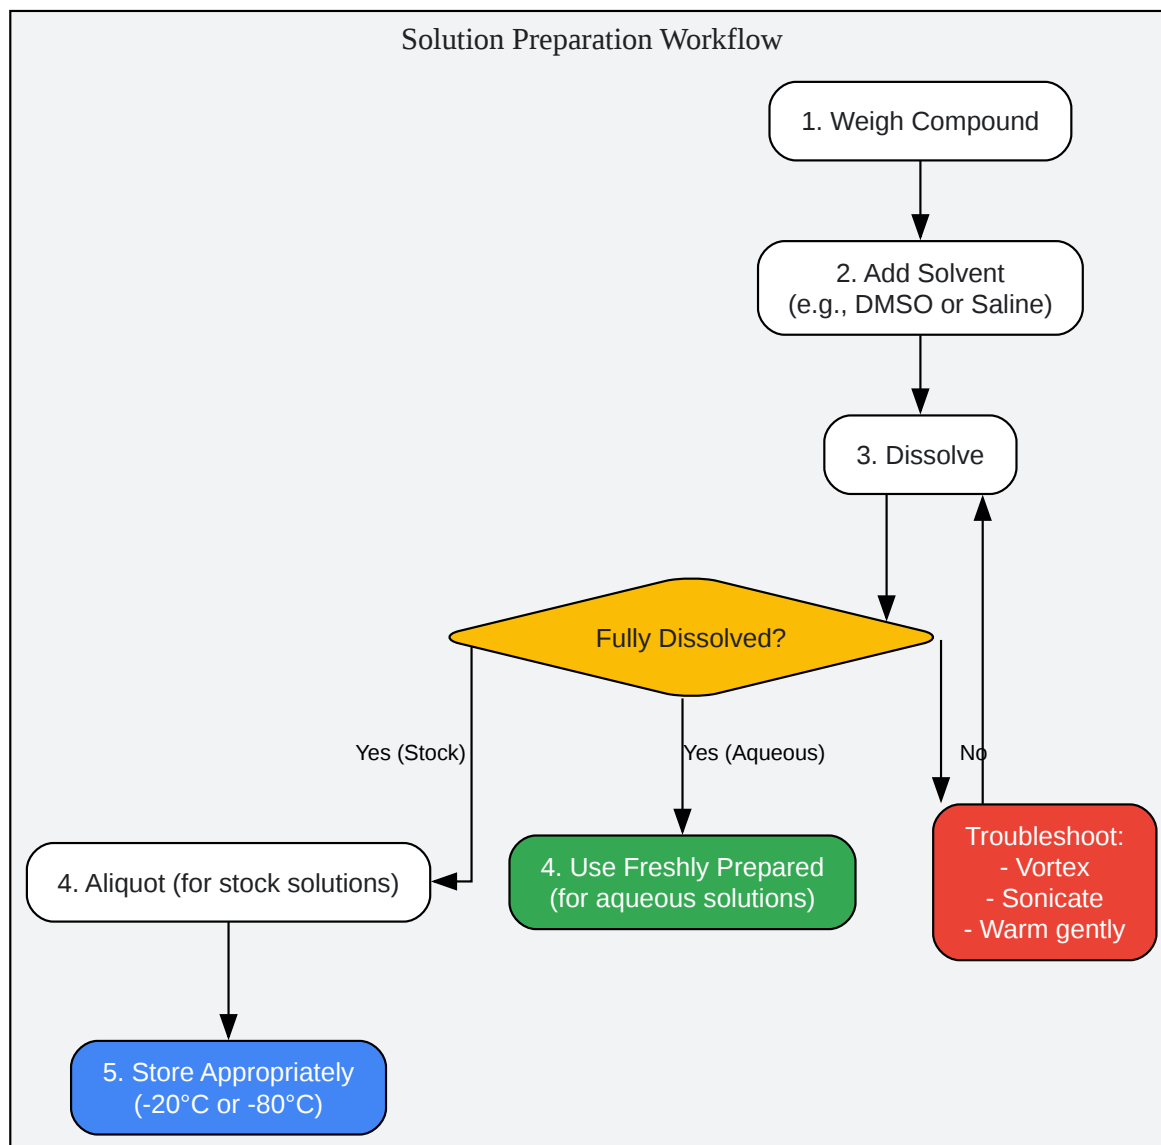 Solution Preparation Workflow
1. Weigh Compound
2. Add Solvent
(e.g., DMSO or Saline)
3. Dissolve
Fully Dissolved?
Yes (Stock)
Yes (Aqueous)
No
4. Aliquot (for stock solutions)
4. Use Freshly Prepared
(for aqueous solutions)
Troubleshoot:
- Vortex
- Sonicate
- Warm gently
5. Store Appropriately
(-20°C or -80°C)